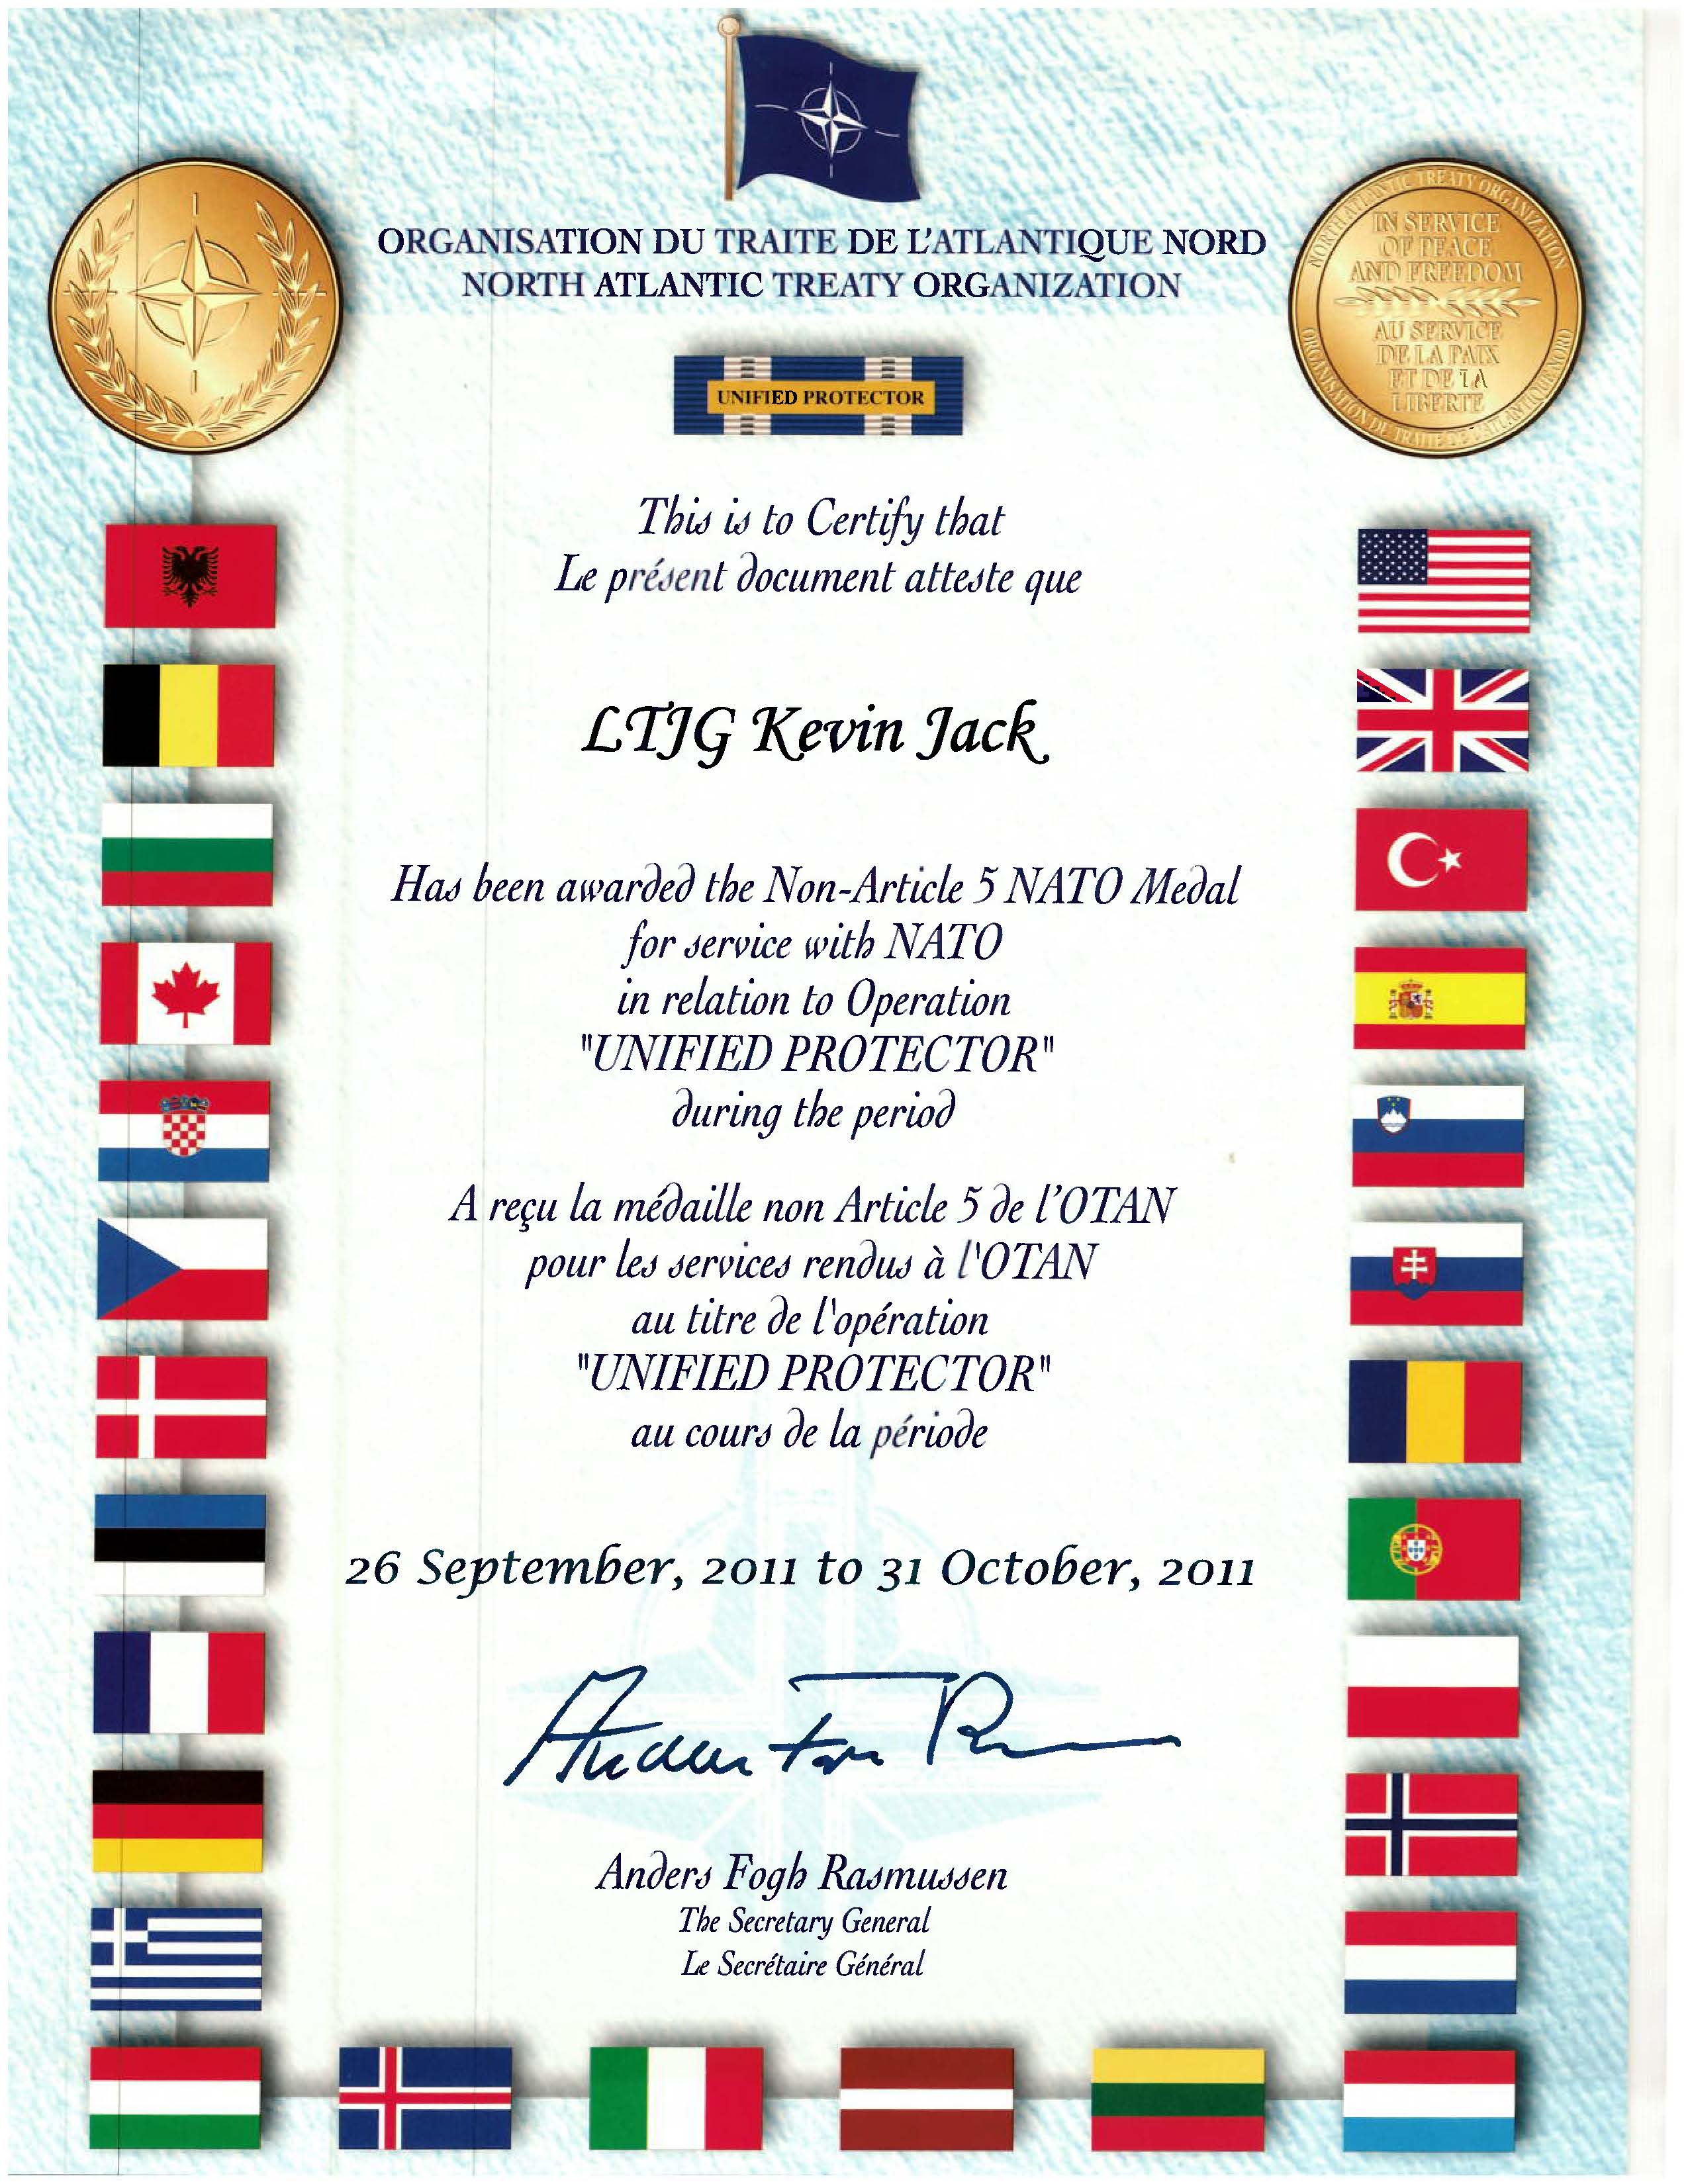 ORGANISATION DU TRAITE DE L'ATLANTIQUE NORD
NORTH ATLANTIC TREATY ORGANIZATION
NORTH ATLANTIC TREATY ORGANIZATION
IN SERVICE
OF PEACE
AND FREEDOM
AU SERVICE
DE LA PAIX
ET DE LA
LIBERTE
ORGANISATION DU TRAITE DE L'ATLANTIQUE NORD
UNIFIED PROTECTOR
This is to Certify that
Le présent document atteste que
LTJG Kevin Jack
Has been awarded the Non-Article 5 NATO Medal
for service with NATO
in relation to Operation
"UNIFIED PROTECTOR"
during the period
A reçu la médaille non Article 5 de l'OTAN
pour les services rendus à l'OTAN
au titre de l'opération
"UNIFIED PROTECTOR"
au cours de la période
26 September, 2011 to 31 October, 2011
Anders Fogh Rasmussen
The Secretary General
Le Secrétaire Général